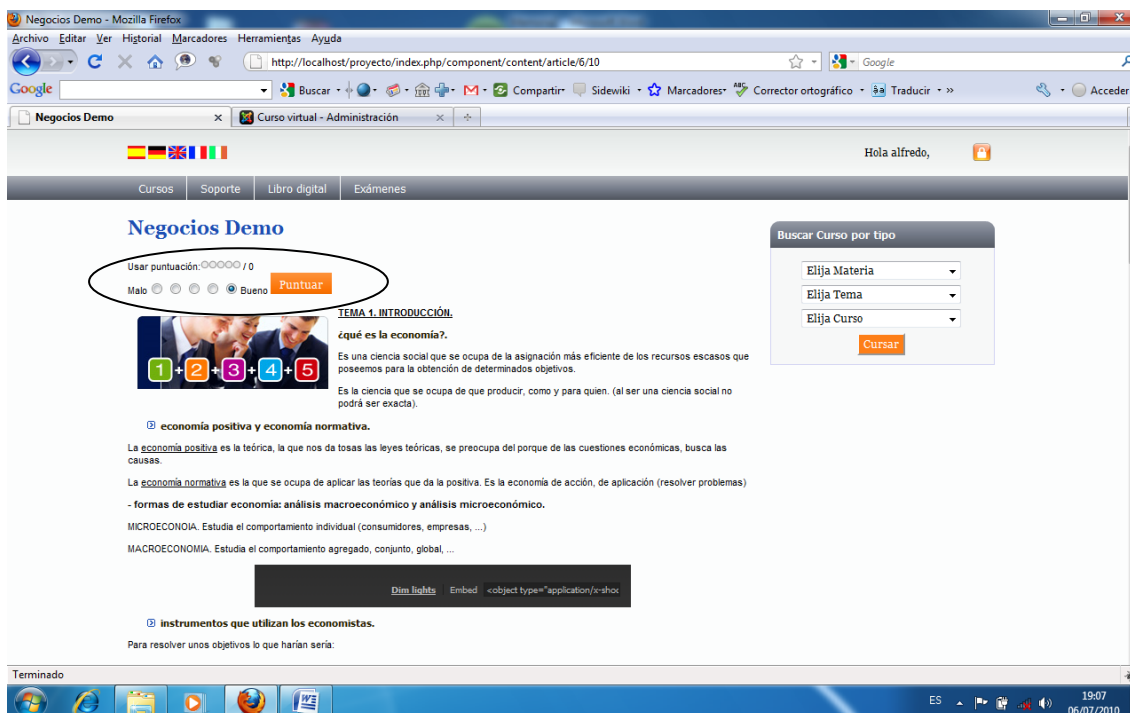 Negocios Demo - Mozilla Firefox
Archivo Editar Ver Historial Marcadores Herramientas Ayuda
http://localhost/proyecto/index.php/component/content/article/6/10
Google
Google
Buscar
Compartir
Sidewiki
Marcadores
Corrector ortográfico
Traducir
»
Acceder
Negocios Demo
Curso virtual - Administración
Hola alfredo,
Cursos Soporte Libro digital Exámenes
Negocios Demo
Usar puntuación: / 0
Malo Bueno Puntuar
Buscar Curso por tipo
Elija Materia
Elija Tema
Elija Curso
Cursar
1+2+3+4+5
TEMA 1. INTRODUCCIÓN.
¿qué es la economía?.
Es una ciencia social que se ocupa de la asignación más eficiente de los recursos escasos que
poseemos para la obtención de determinados objetivos.
Es la ciencia que se ocupa de que producir, como y para quien. (al ser una ciencia social no
podrá ser exacta).
economía positiva y economía normativa.
La economía positiva es la teórica, la que nos da tosas las leyes teóricas, se preocupa del porque de las cuestiones económicas, busca las
causas.
La economía normativa es la que se ocupa de aplicar las teorías que da la positiva. Es la economía de acción, de aplicación (resolver problemas)
- formas de estudiar economía: análisis macroeconómico y análisis microeconómico.
MICROECONOIA. Estudia el comportamiento individual (consumidores, empresas, ...)
MACROECONOMIA. Estudia el comportamiento agregado, conjunto, global, ...
Dim lights Embed <object type="application/x-shoc
instrumentos que utilizan los economistas.
Para resolver unos objetivos lo que harían sería:
Terminado
ES
19:07
06/07/2010